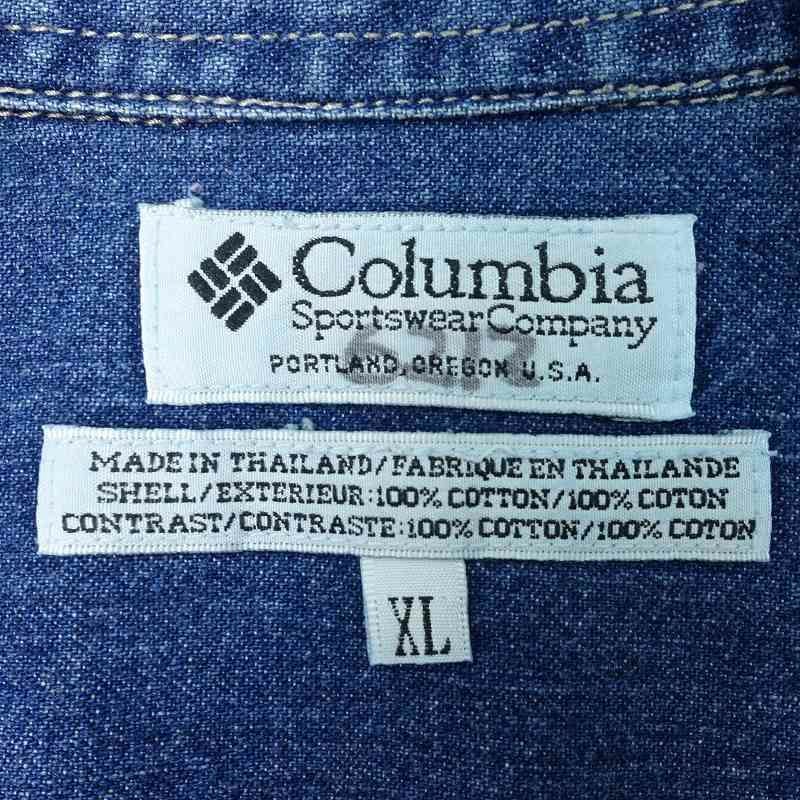 Columbia
Sportswear Company
PORTLAND, OREGON U.S.A.
MADE IN THAILAND/FABRIQUE EN THAILANDE
SHELL/EXTERIEUR:100% COTTON/100% COTON
CONTRAST/CONTRASTE:100% COTTON/100% COTON
XL